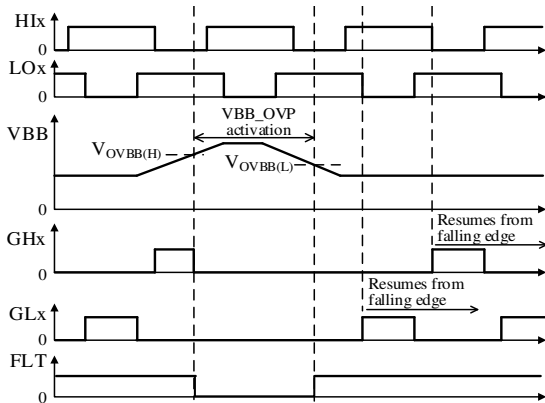 HIx
0
LOx
0
VBB_OVP
activation
VBB
VOVBB(H)
VOVBB(L)
0
Resumes from
falling edge
GHx
0
Resumes from
falling edge
GLx
0
FLT
0